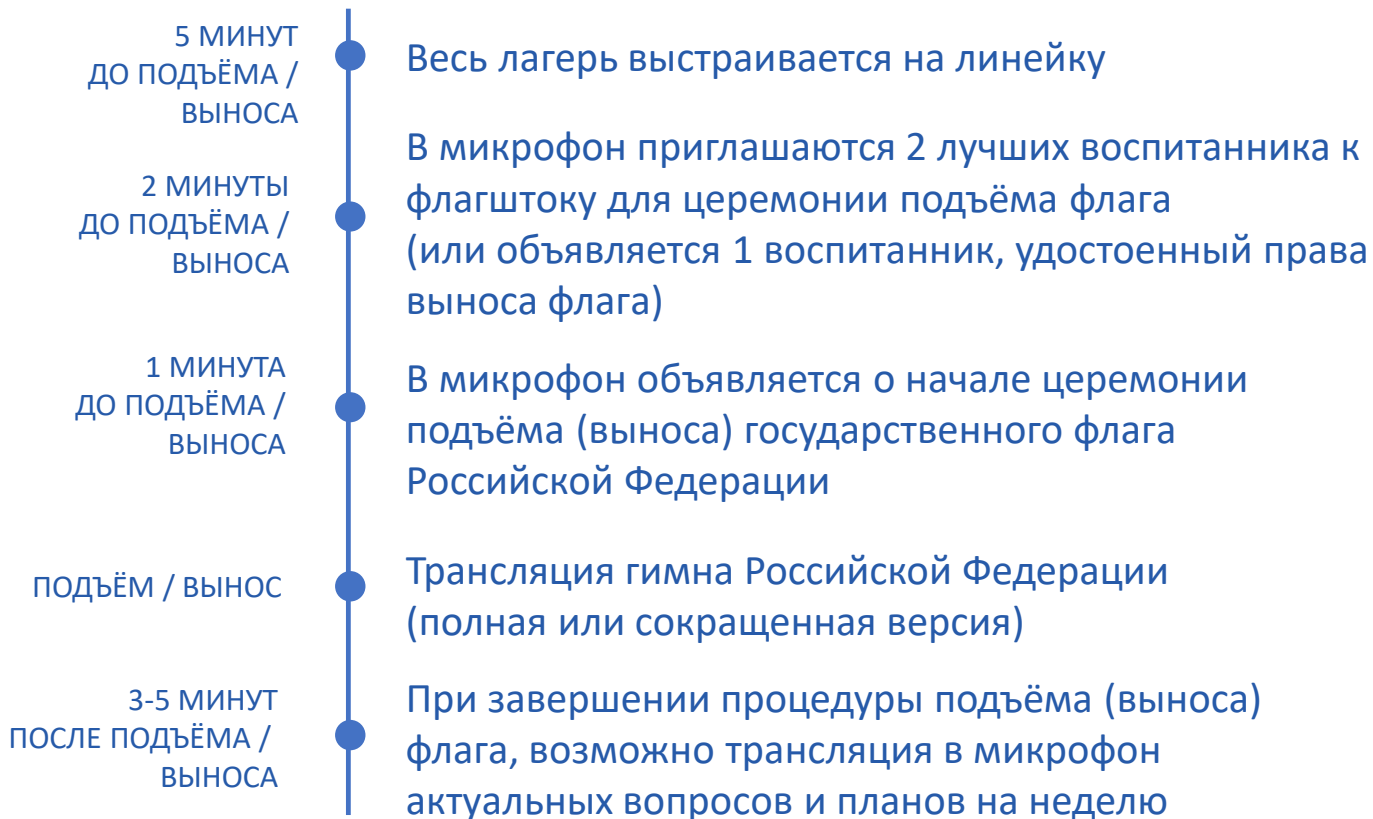 5 МИНУТ
ДО ПОДЪЁМА /
ВЫНОСА
Весь лагерь выстраивается на линейку
2 МИНУТЫ
ДО ПОДЪЁМА /
ВЫНОСА
В микрофон приглашаются 2 лучших воспитанника к
флагштоку для церемонии подъёма флага
(или объявляется 1 воспитанник, удостоенный права
выноса флага)
1 МИНУТА
ДО ПОДЪЁМА /
ВЫНОСА
В микрофон объявляется о начале церемонии
подъёма (выноса) государственного флага
Российской Федерации
ПОДЪЁМ / ВЫНОС
Трансляция гимна Российской Федерации
(полная или сокращенная версия)
3-5 МИНУТ
ПОСЛЕ ПОДЪЁМА /
ВЫНОСА
При завершении процедуры подъёма (выноса)
флага, возможно трансляция в микрофон
актуальных вопросов и планов на неделю